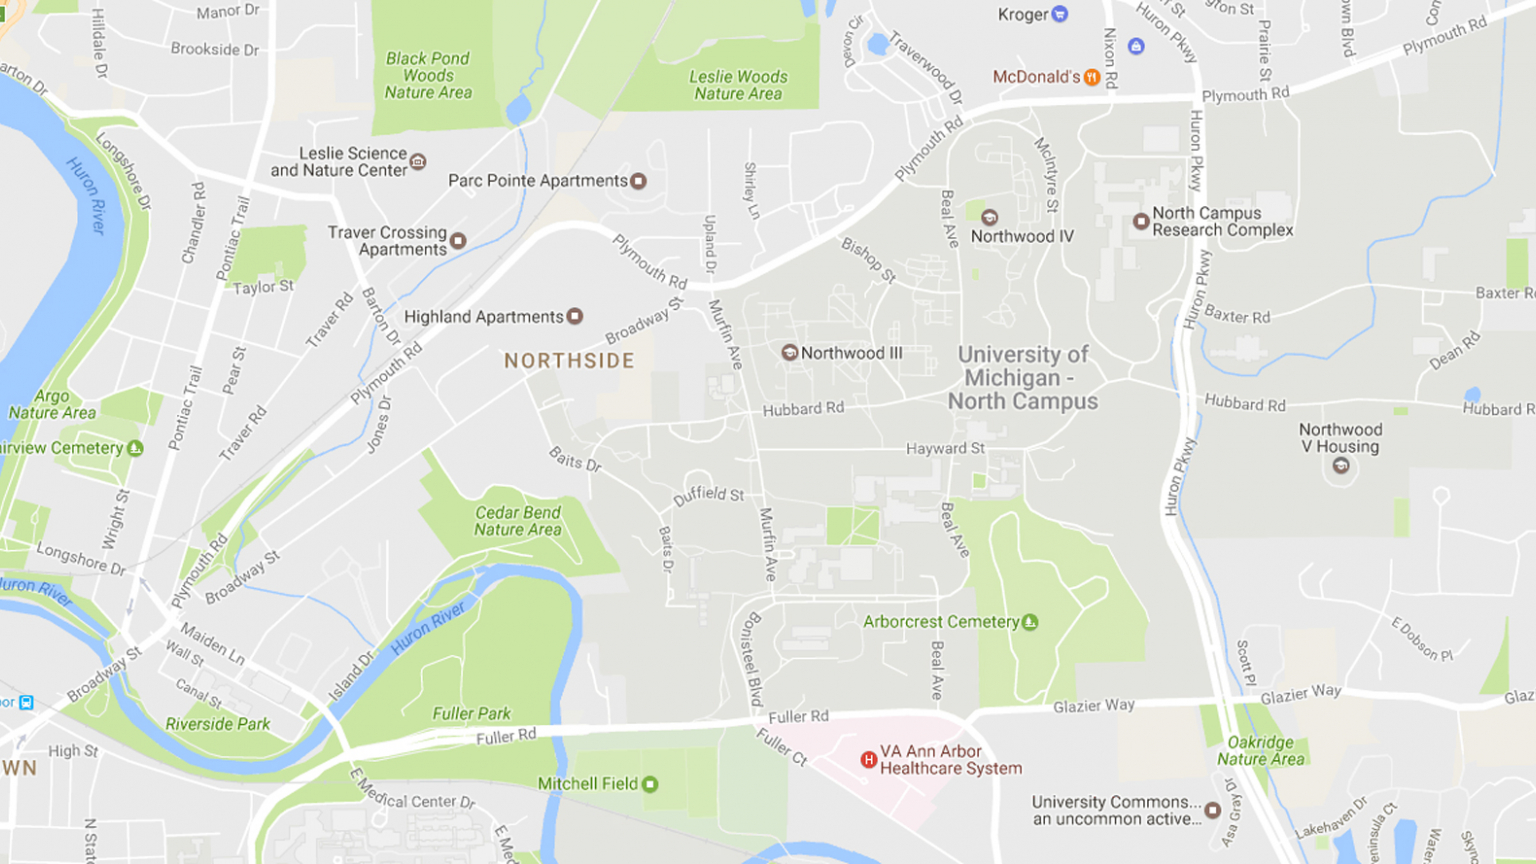 Manor Dr
Hilldale Dr
Brookside Dr
Black Pond
Woods
Nature Area
Leslie Woods
Nature Area
Devon Cir
Traverwood Dr
Kroger
Nixon Rd
Huron Pkwy
Prairie St
Plymouth Rd
McDonald's
Plymouth Rd
Longshore Dr
Huron River
Leslie Science
and Nature Center
Parc Pointe Apartments
Shirley Ln
Plymouth Rd
McIntyre St
Huron Pkwy
Chandler Rd
Pontiac Trail
Traver Crossing
Apartments
Upland Dr
Beal Ave
Northwood IV
North Campus
Research Complex
Plymouth Rd
Bishop St
Huron Pkwy
Taylor St
Traver Rd
Barton Dr
Highland Apartments
Broadway St
Murfin Ave
Baxter Rd
Dean Rd
NORTHSIDE
Northwood III
University of
Michigan -
North Campus
Pear St
Plymouth Rd
Argo
Nature Area
Pontiac Trail
Traver Rd
Jones Dr
Hubbard Rd
Hubbard Rd
Hubbard R
Cemetery
Baits Dr
Hayward St
Northwood
V Housing
Huron Pkwy
Duffield St
Cedar Bend
Nature Area
Wright St
Murfin Ave
Beal Ave
Baits Dr
Longshore Dr
Plymouth Rd
Broadway St
Huron River
Huron River
Arborcrest Cemetery
Bonisteel Blvd
Beal Ave
Maiden Ln
Wall St
Canal St
Island Dr
Broadway St
Scott Pl
E Dobson Pl
Riverside Park
Fuller Park
Fuller Rd
Fuller Rd
Fuller Ct
Glazier Way
Glazier Way
High St
VA Ann Arbor
Healthcare System
Oakridge
Nature Area
WN
Mitchell Field
E Medical Center Dr
University Commons...
an uncommon active...
Asa Gray Dr
Lakehaven Dr